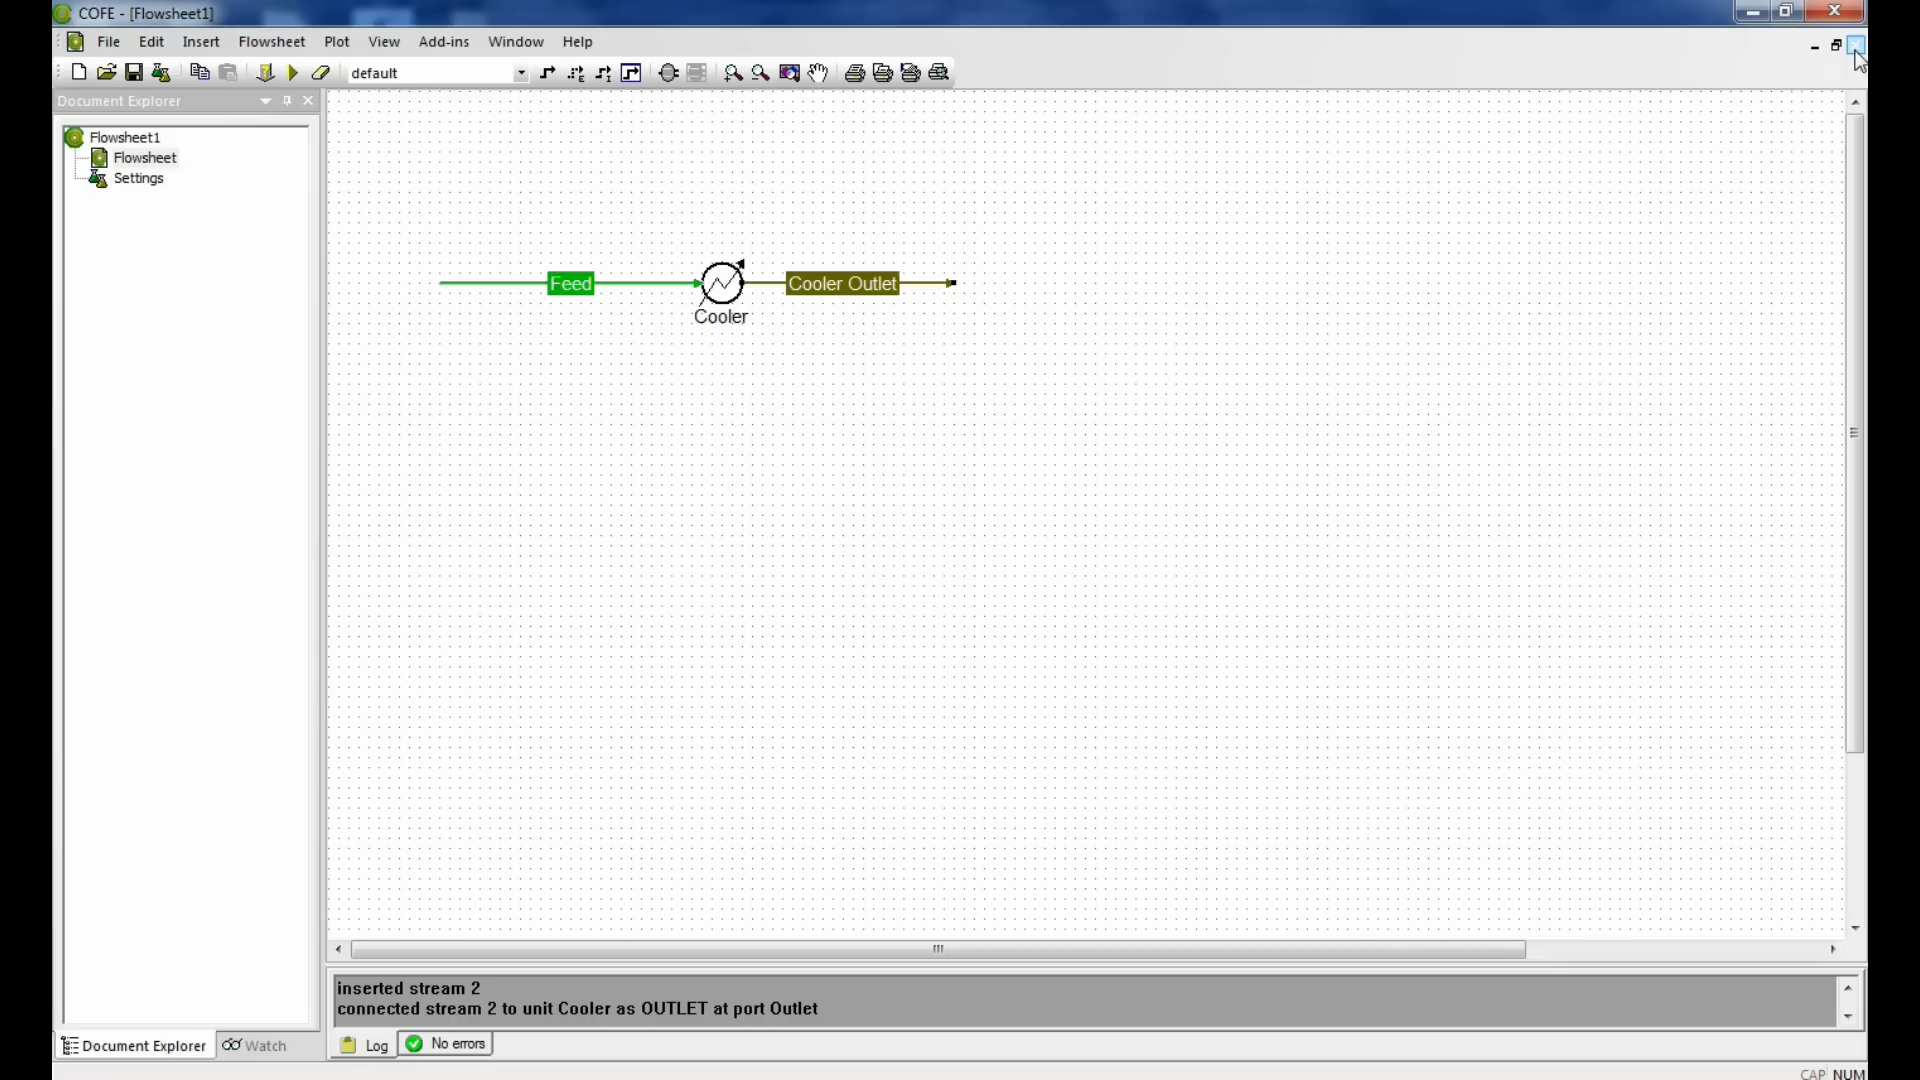 COFE - [Flowsheet1]
File Edit Insert Flowsheet Plot View Add-ins Window Help
default
Document Explorer
Flowsheet1
Flowsheet
Settings
Feed
Cooler Outlet
Cooler
inserted stream 2
connected stream 2 to unit Cooler as OUTLET at port Outlet
Document Explorer Watch
Log No errors
CAP NUM